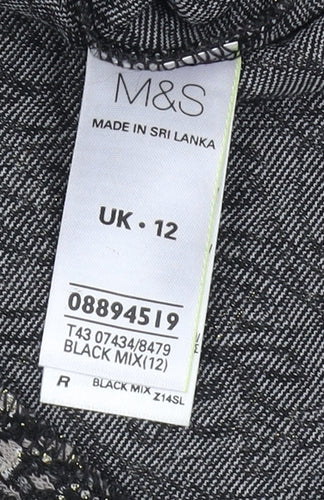 M&S
MADE IN SRI LANKA
UK • 12
08894519
T43 07434/8479
BLACK MIX(12)
R BLACK MIX Z14SL